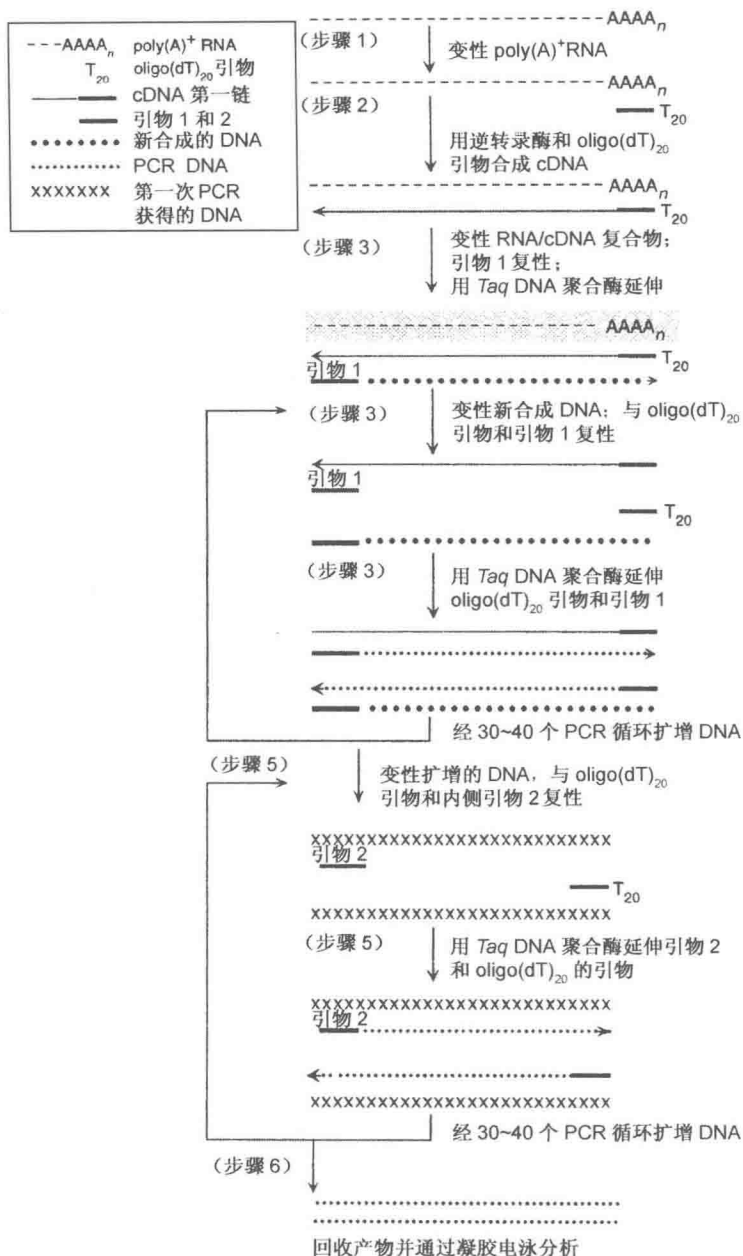 ---AAAAn poly(A)+ RNA
T20 oligo(dT)20 引物
cDNA 第一链
引物 1 和 2
新合成的 DNA
PCR DNA
XXXXXXX 第一次 PCR
获得的 DNA
AAAAn
(步骤 1)
变性 poly(A)+RNA
AAAAn
(步骤 2)
T20
用逆转录酶和 oligo(dT)20
引物合成 cDNA
AAAAn
T20
(步骤 3)
变性 RNA/cDNA 复合物;
引物 1 复性;
用 Taq DNA 聚合酶延伸
AAAAn
T20
引物 1
(步骤 3)
变性新合成 DNA; 与 oligo(dT)20
引物和引物 1 复性
引物 1
T20
(步骤 3)
用 Taq DNA 聚合酶延伸
oligo(dT)20 引物和引物 1
经 30~40 个 PCR 循环扩增 DNA
(步骤 5)
变性扩增的 DNA, 与 oligo(dT)20
引物和内侧引物 2 复性
XXXXXXXXXXXXXXXXXXXXXXXXXX
引物 2
T20
XXXXXXXXXXXXXXXXXXXXXXXXXX
(步骤 5)
用 Taq DNA 聚合酶延伸引物 2
和 oligo(dT)20 的引物
XXXXXXXXXXXXXXXXXXXXXXXXXX
引物 2
XXXXXXXXXXXXXXXXXXXXXXXXXX
经 30~40 个 PCR 循环扩增 DNA
(步骤 6)
回收产物并通过凝胶电泳分析